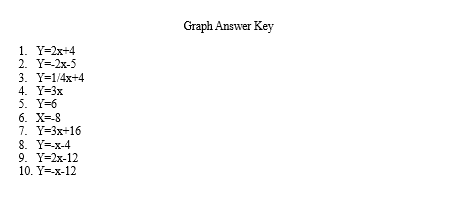 Graph Answer Key
1. Y=2x+4
2. Y=-2x-5
3. Y=1/4x+4
4. Y=3x
5. Y=6
6. X=-8
7. Y=3x+16
8. Y=-x-4
9. Y=2x-12
10. Y=-x-12